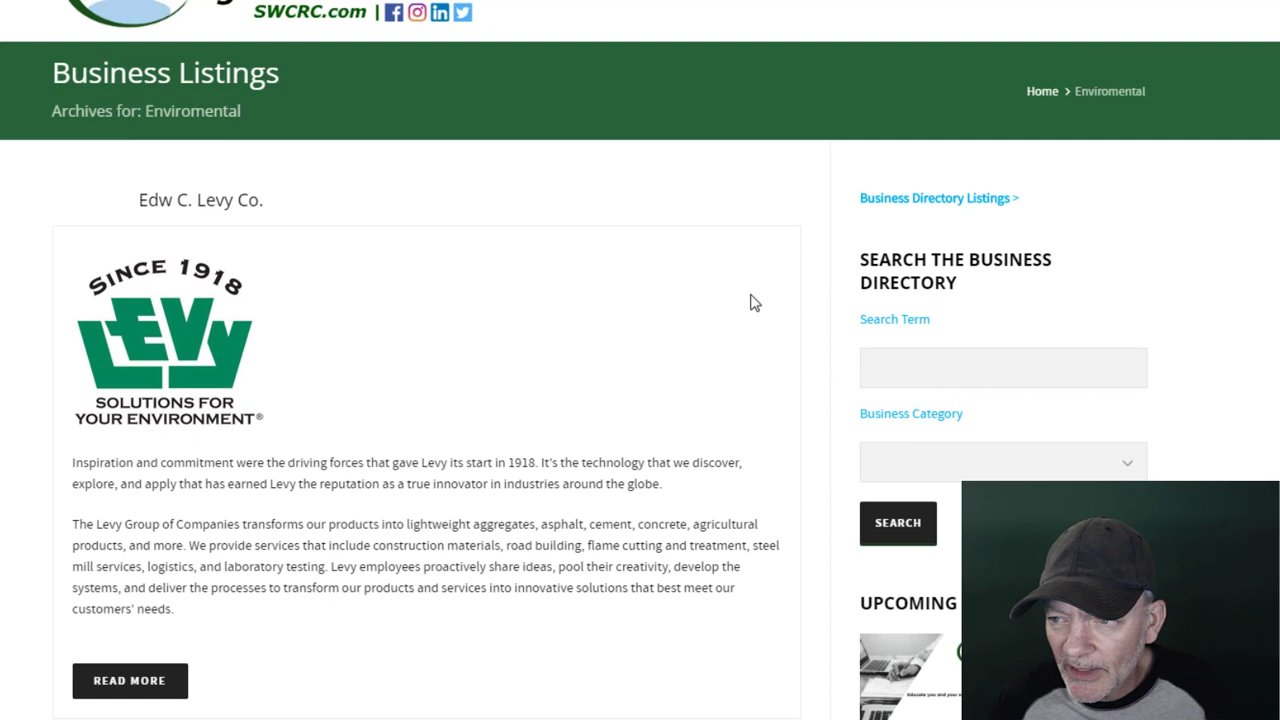 SWCRC.com |
Business Listings
Archives for: Enviromental
Home > Enviromental
Edw C. Levy Co.
SINCE 1918
LEVY
SOLUTIONS FOR
YOUR ENVIRONMENT®
Inspiration and commitment were the driving forces that gave Levy its start in 1918. It's the technology that we discover,
explore, and apply that has earned Levy the reputation as a true innovator in industries around the globe.
The Levy Group of Companies transforms our products into lightweight aggregates, asphalt, cement, concrete, agricultural
products, and more. We provide services that include construction materials, road building, flame cutting and treatment, steel
mill services, logistics, and laboratory testing. Levy employees proactively share ideas, pool their creativity, develop the
systems, and deliver the processes to transform our products and services into innovative solutions that best meet our
customers' needs.
READ MORE
Business Directory Listings >
SEARCH THE BUSINESS
DIRECTORY
Search Term
Business Category
SEARCH
UPCOMING
Educate you and your